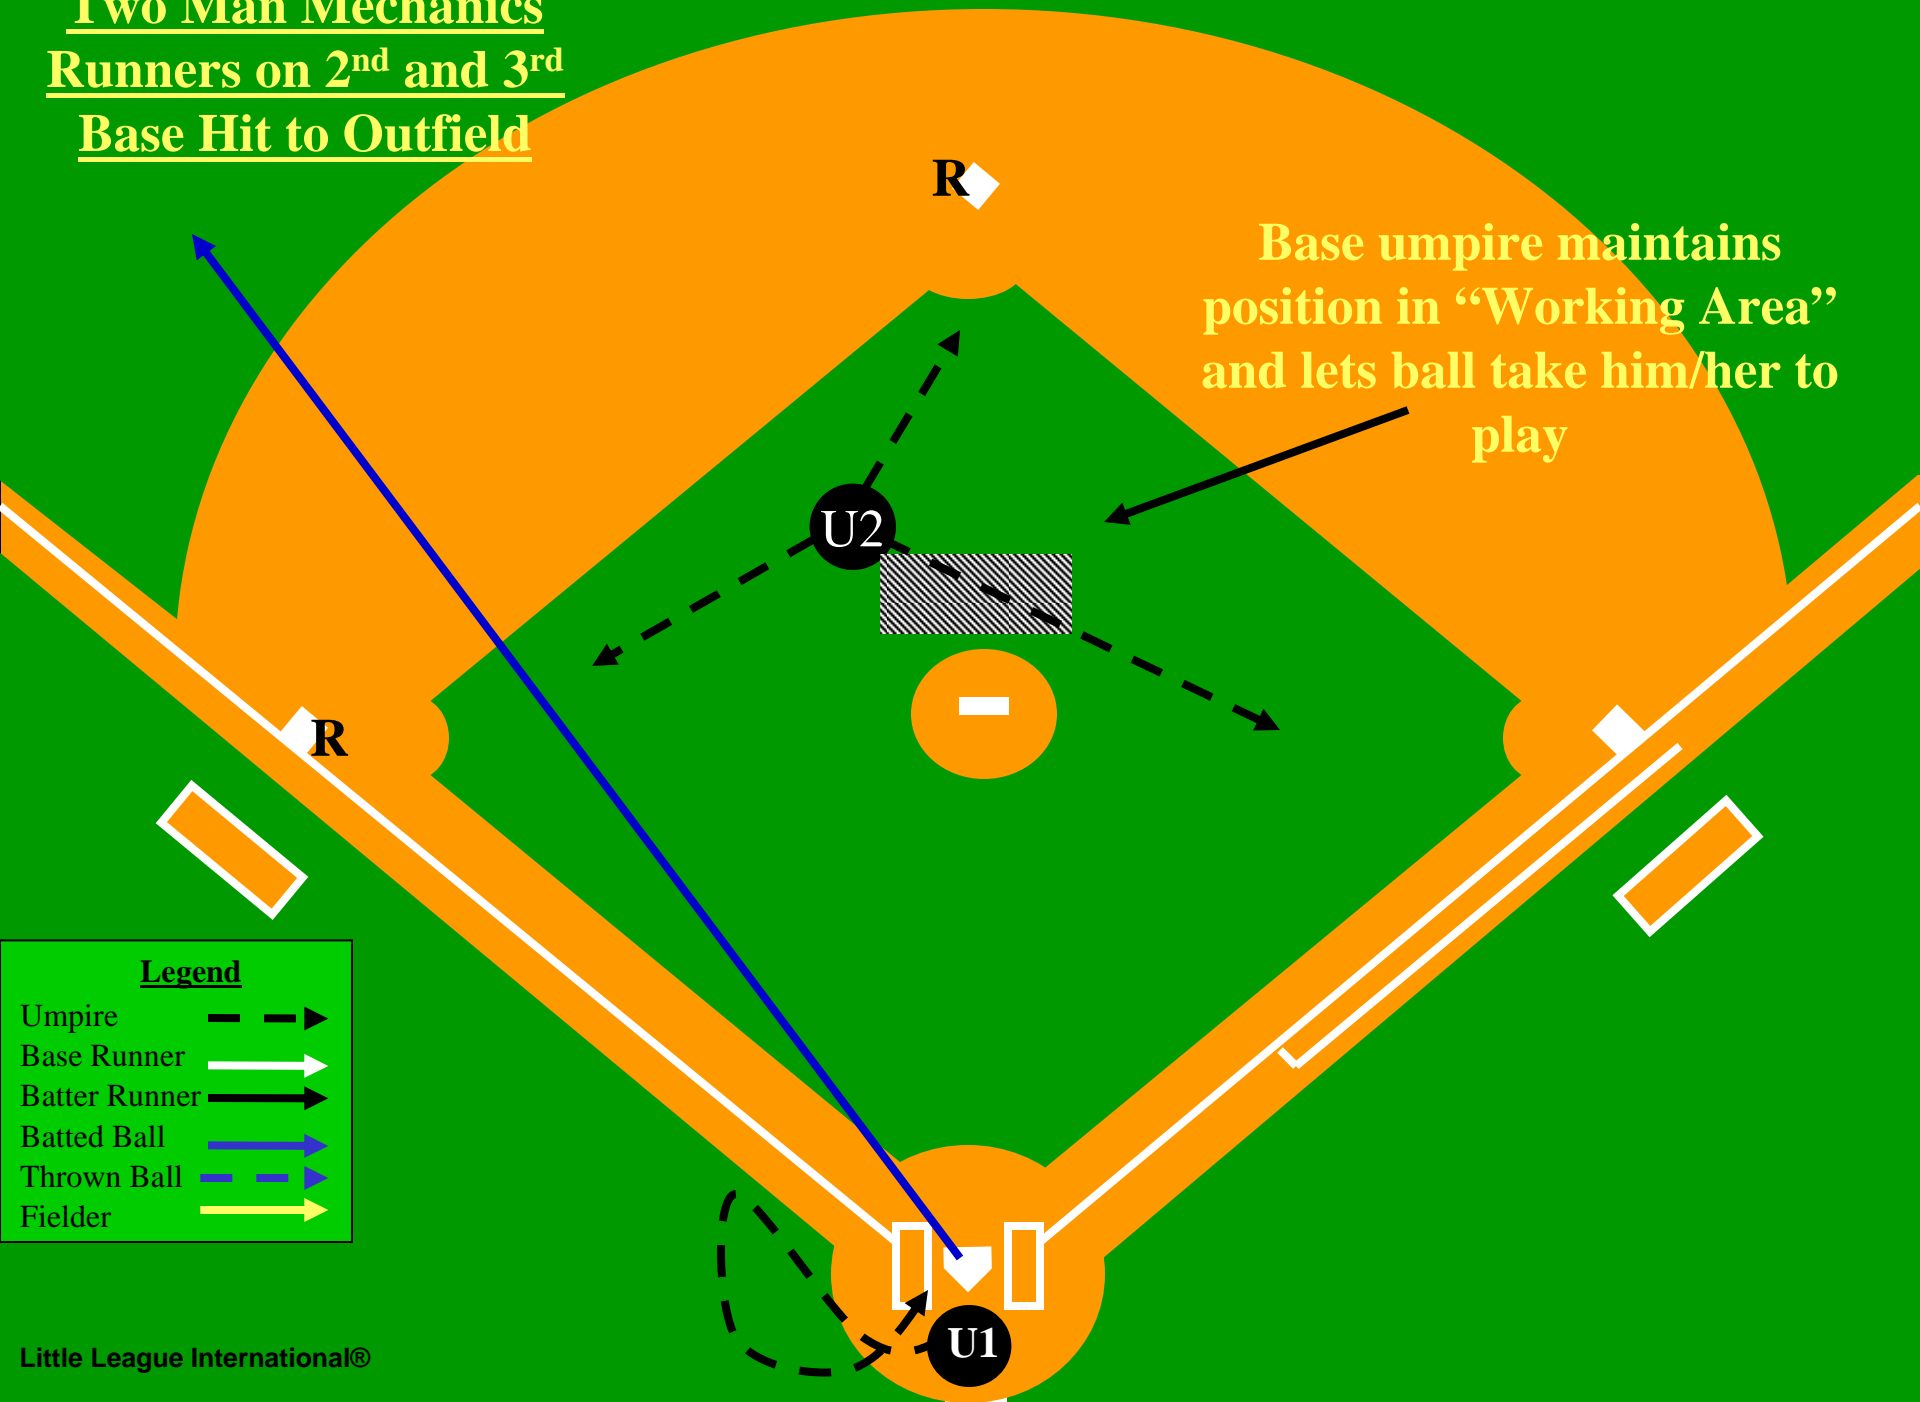 Two Man Mechanics
Runners on 2nd and 3rd
Base Hit to Outfield
R
Base umpire maintains
position in “Working Area”
and lets ball take him/her to
play
U2
R
Legend
Umpire
Base Runner
Batter Runner
Batted Ball
Thrown Ball
Fielder
U1
Little League International®